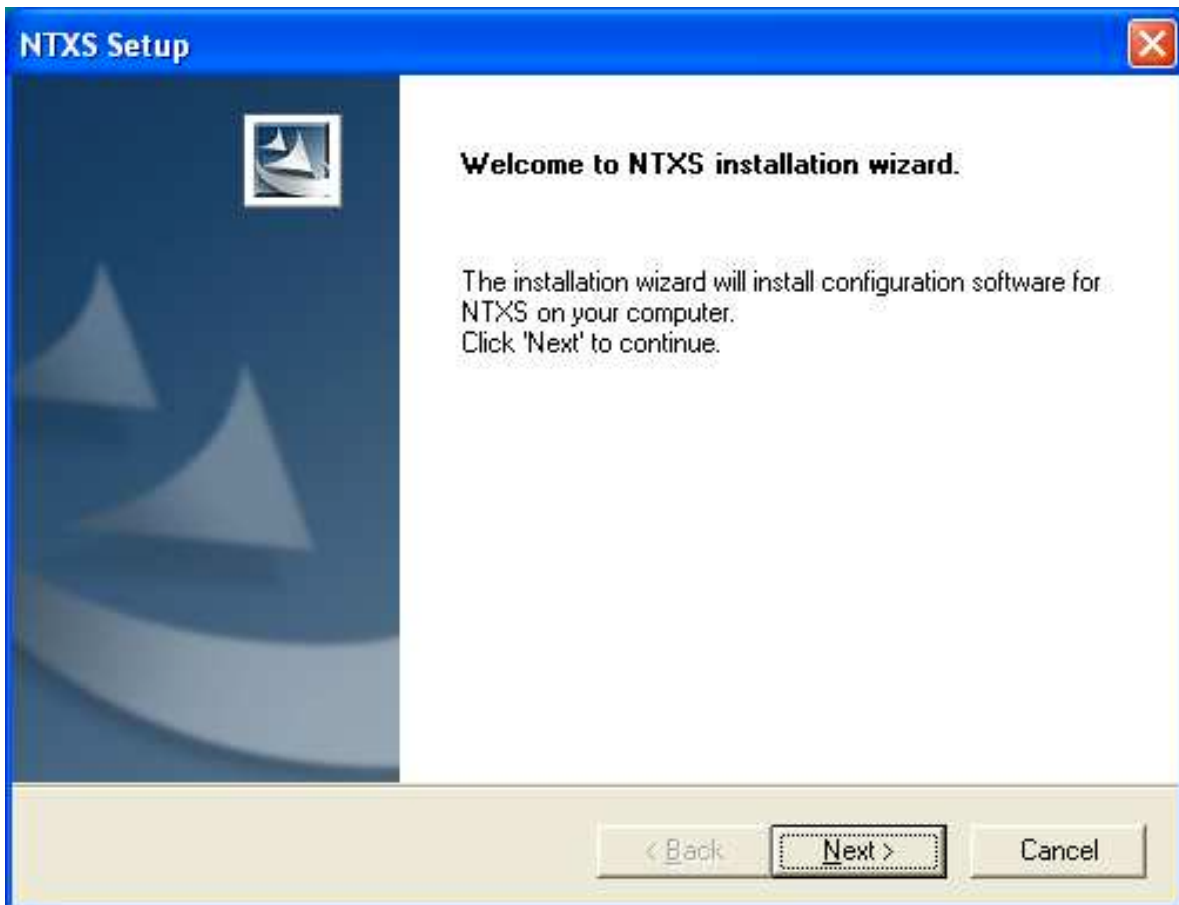 NTXS Setup
Welcome to NTXS installation wizard.
The installation wizard will install configuration software for
NTXS on your computer.
Click 'Next' to continue.
< Back
Next >
Cancel